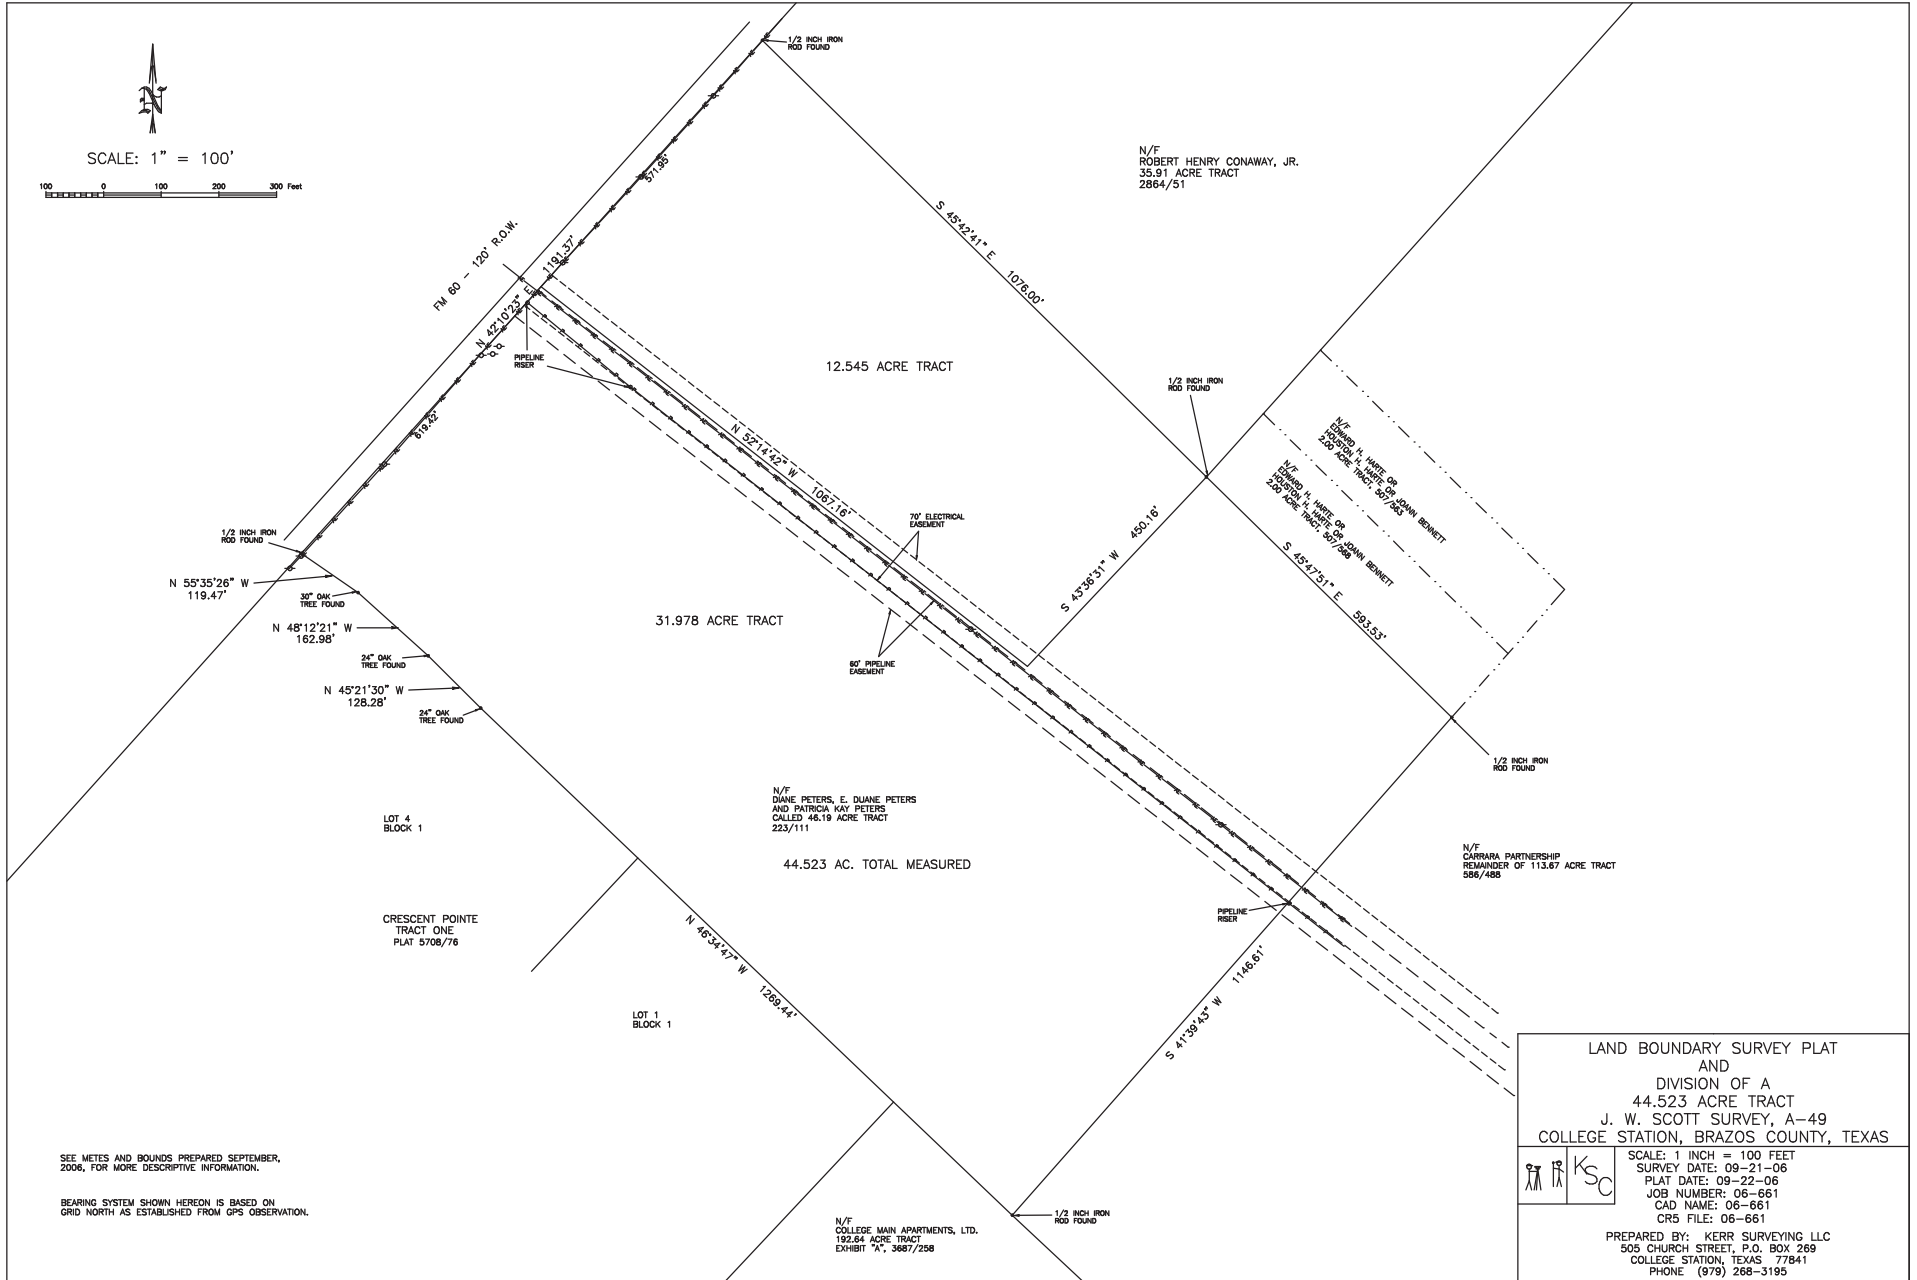 1/2 INCH IRON
ROD FOUND
N
SCALE: 1" = 100'
100 0 100 200 300 Feet
571.95'
N/F
ROBERT HENRY CONAWAY, JR.
35.91 ACRE TRACT
2864/51
S 45°42'41" E 1076.00'
FM 60 - 120' R.O.W.
N 42°10'23" E 1191.37'
PIPELINE
RISER
12.545 ACRE TRACT
1/2 INCH IRON
ROD FOUND
619.42'
N 52°14'42" W 1067.16'
N/F
EDWARD H. HARTE OR
HOUSTON H. HARTE OR JOANN BENNETT
2.00 ACRE TRACT, 507/563
N/F
EDWARD H. HARTE OR
HOUSTON H. HARTE OR JOANN BENNETT
2.00 ACRE TRACT, 507/568
70' ELECTRICAL
EASEMENT
1/2 INCH IRON
ROD FOUND
S 43°36'31" W 450.16'
S 45°47'51" E 593.53'
N 55°35'26" W
119.47'
30" OAK
TREE FOUND
N 48°12'21" W
162.98'
31.978 ACRE TRACT
24" OAK
TREE FOUND
60' PIPELINE
EASEMENT
N 45°21'30" W
128.28'
24" OAK
TREE FOUND
1/2 INCH IRON
ROD FOUND
N/F
DIANE PETERS, E. DUANE PETERS
AND PATRICIA KAY PETERS
CALLED 46.19 ACRE TRACT
223/111
LOT 4
BLOCK 1
44.523 AC. TOTAL MEASURED
N/F
CARRARA PARTNERSHIP
REMAINDER OF 113.67 ACRE TRACT
586/488
PIPELINE
RISER
CRESCENT POINTE
TRACT ONE
PLAT 5708/76
N 46°34'47" W 1269.44'
S 41°39'43" W 1146.61'
LOT 1
BLOCK 1
SEE METES AND BOUNDS PREPARED SEPTEMBER,
2006, FOR MORE DESCRIPTIVE INFORMATION.
BEARING SYSTEM SHOWN HEREON IS BASED ON
GRID NORTH AS ESTABLISHED FROM GPS OBSERVATION.
N/F
COLLEGE MAIN APARTMENTS, LTD.
192.64 ACRE TRACT
EXHIBIT "A", 3687/258
1/2 INCH IRON
ROD FOUND
LAND BOUNDARY SURVEY PLAT
AND
DIVISION OF A
44.523 ACRE TRACT
J. W. SCOTT SURVEY, A-49
COLLEGE STATION, BRAZOS COUNTY, TEXAS
KSC
SCALE: 1 INCH = 100 FEET
SURVEY DATE: 09-21-06
PLAT DATE: 09-22-06
JOB NUMBER: 06-661
CAD NAME: 06-661
CR5 FILE: 06-661
PREPARED BY: KERR SURVEYING LLC
505 CHURCH STREET, P.O. BOX 269
COLLEGE STATION, TEXAS 77841
PHONE (979) 268-3195